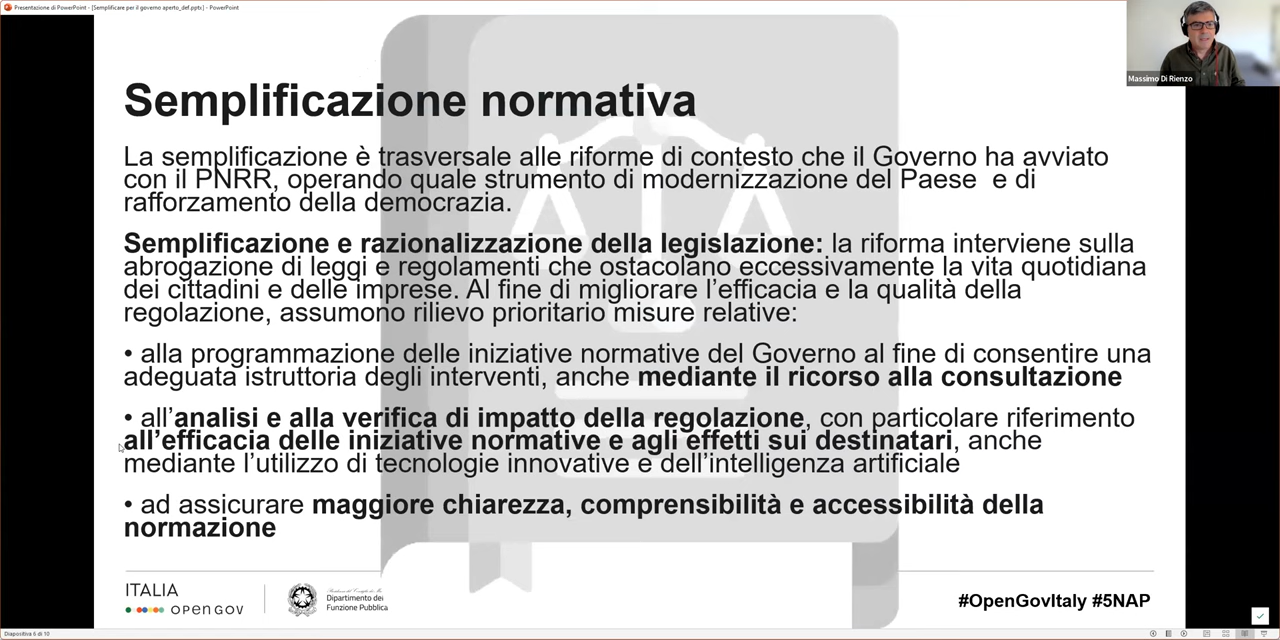 Presentazione di PowerPoint - [Semplificare per il governo aperto_def.pptx] - PowerPoint
Massimo Di Rienzo
Semplificazione normativa
La semplificazione è trasversale alle riforme di contesto che il Governo ha avviato
con il PNRR, operando quale strumento di modernizzazione del Paese e di
rafforzamento della democrazia.
Semplificazione e razionalizzazione della legislazione: la riforma interviene sulla
abrogazione di leggi e regolamenti che ostacolano eccessivamente la vita quotidiana
dei cittadini e delle imprese. Al fine di migliorare l’efficacia e la qualità della
regolazione, assumono rilievo prioritario misure relative:
• alla programmazione delle iniziative normative del Governo al fine di consentire una
adeguata istruttoria degli interventi, anche mediante il ricorso alla consultazione
• all’analisi e alla verifica di impatto della regolazione, con particolare riferimento
all’efficacia delle iniziative normative e agli effetti sui destinatari, anche
mediante l’utilizzo di tecnologie innovative e dell’intelligenza artificiale
• ad assicurare maggiore chiarezza, comprensibilità e accessibilità della
normazione
ITALIA
OPEN GOV
Dipartimento del
Funzione Pubblica
#OpenGovItaly #5NAP
Diapositiva 6 di 10